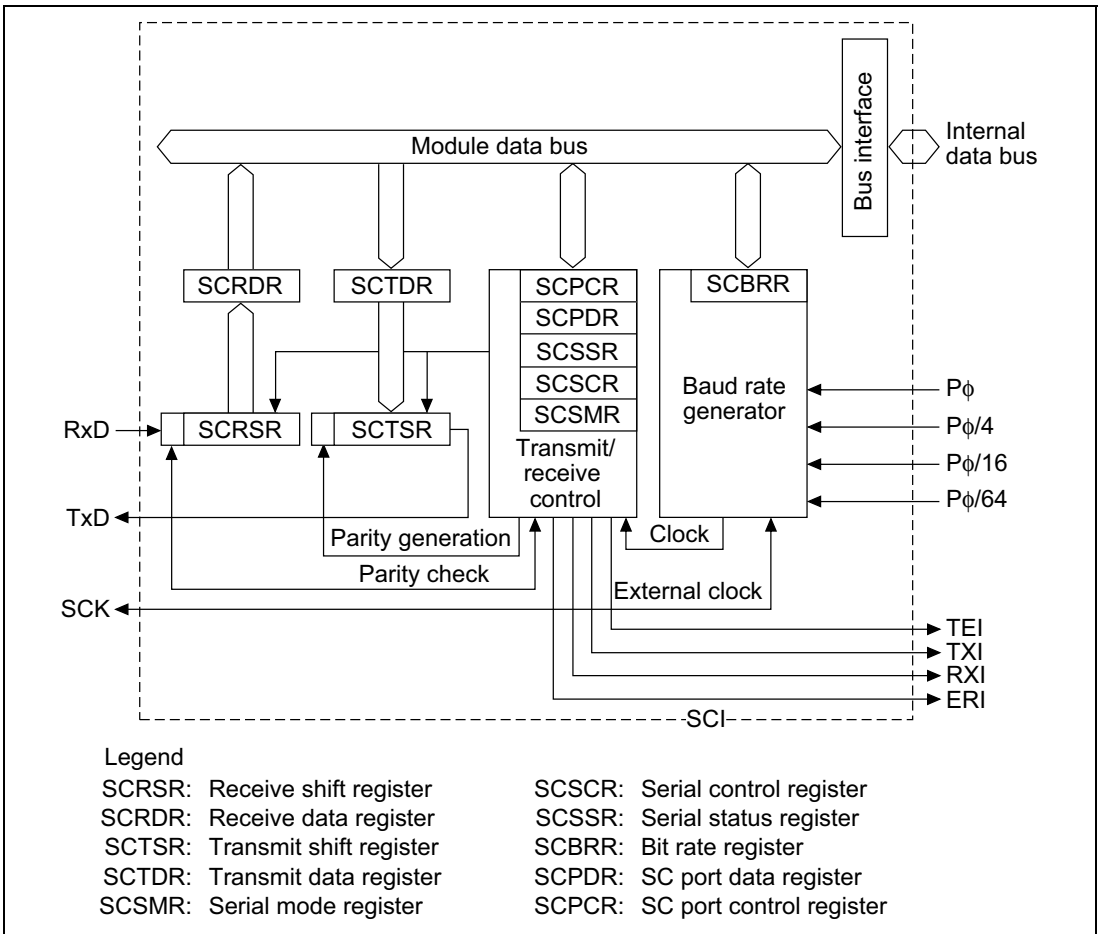 Bus interface
Internal
data bus
Module data bus
SCRDR
SCTDR
SCPCR
SCPDR
SCSSR
SCSCR
SCSMR
Transmit/
receive
control
SCBRR
Baud rate
generator
Pϕ
Pϕ/4
Pϕ/16
Pϕ/64
RxD
SCRSR
SCTSR
TxD
Parity generation
Parity check
Clock
External clock
SCK
TEI
TXI
RXI
ERI
SCI
Legend
SCRSR: Receive shift register
SCRDR: Receive data register
SCTSR: Transmit shift register
SCTDR: Transmit data register
SCSMR: Serial mode register
SCSCR: Serial control register
SCSSR: Serial status register
SCBRR: Bit rate register
SCPDR: SC port data register
SCPCR: SC port control register